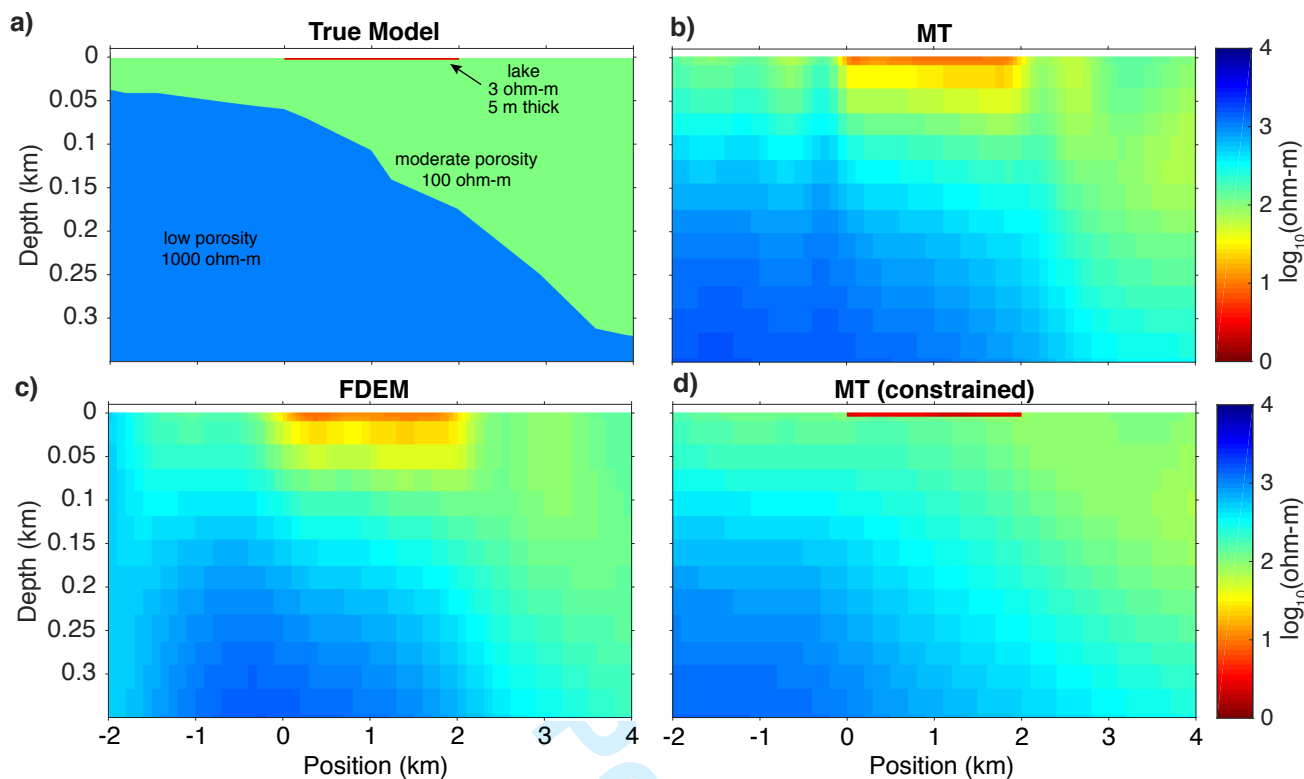 a)
True Model
0
0.05
0.1
0.15
0.2
0.25
0.3
Depth (km)
lake
3 ohm-m
5 m thick
moderate porosity
100 ohm-m
low porosity
1000 ohm-m
b)
MT
4
3
2
1
0
log10(ohm-m)
c)
FDEM
0
0.05
0.1
0.15
0.2
0.25
0.3
Depth (km)
-2
-1
0
1
2
3
4
Position (km)
d)
MT (constrained)
-2
-1
0
1
2
3
4
Position (km)
4
3
2
1
0
log10(ohm-m)